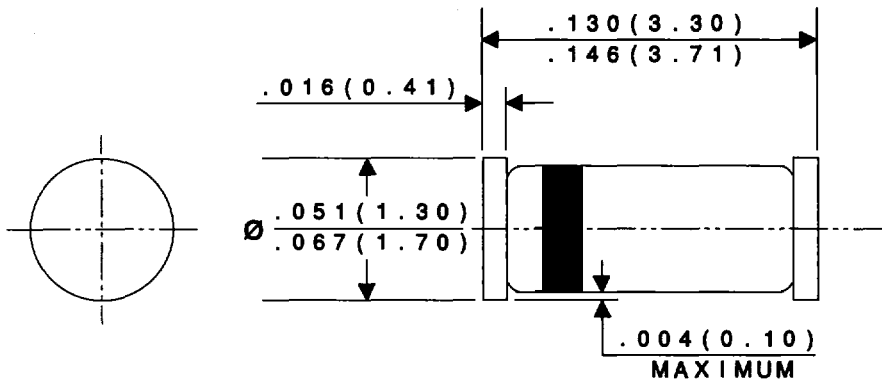 .130(3.30)
.146(3.71)
.016(0.41)
Ø .051(1.30)
.067(1.70)
.004(0.10)
MAXIMUM